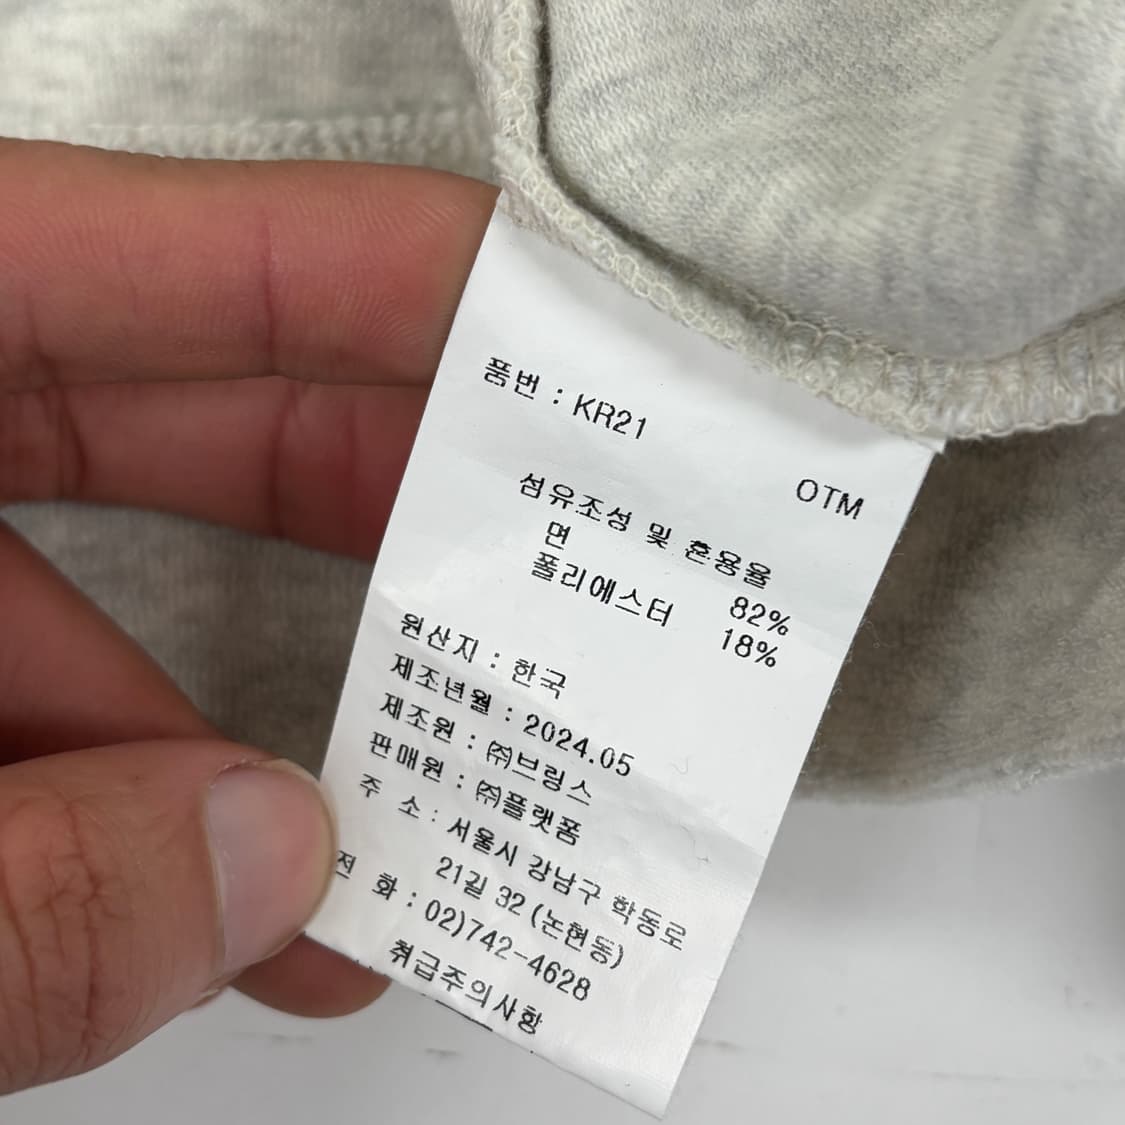 품번 : KR21
OTM
섬유조성 및 혼용율
면 82%
폴리에스터 18%
원산지 : 한국
제조년월 : 2024.05
제조원 : ㈜브링스
판매원 : ㈜플랫폼
주 소 : 서울시 강남구 학동로
21길 32 (논현동)
전 화 : 02)742-4628
취급주의사항